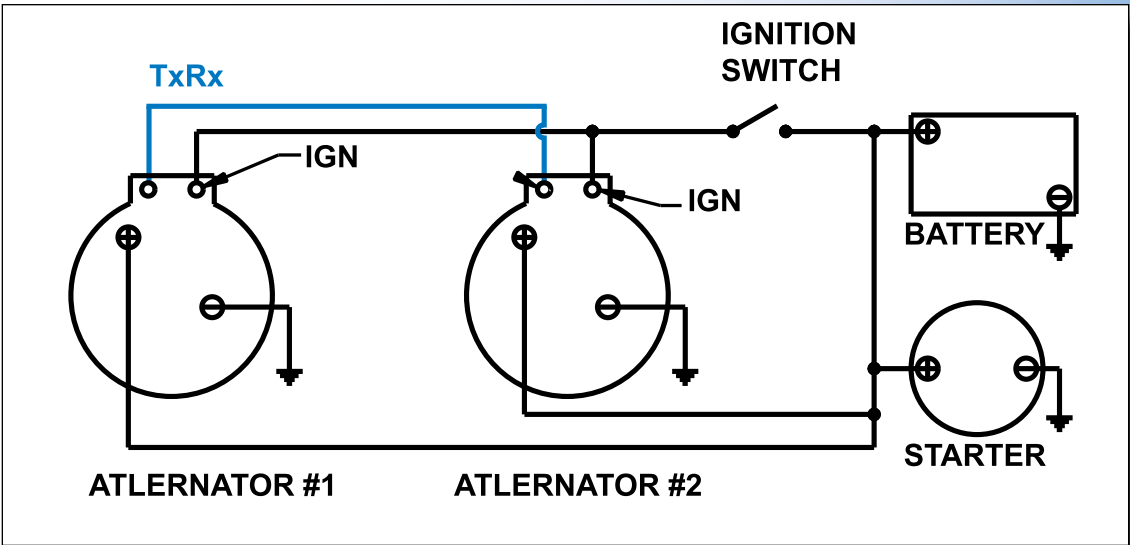 IGNITION
SWITCH
TxRx
IGN
IGN
BATTERY
STARTER
ATLERNATOR #1
ATLERNATOR #2